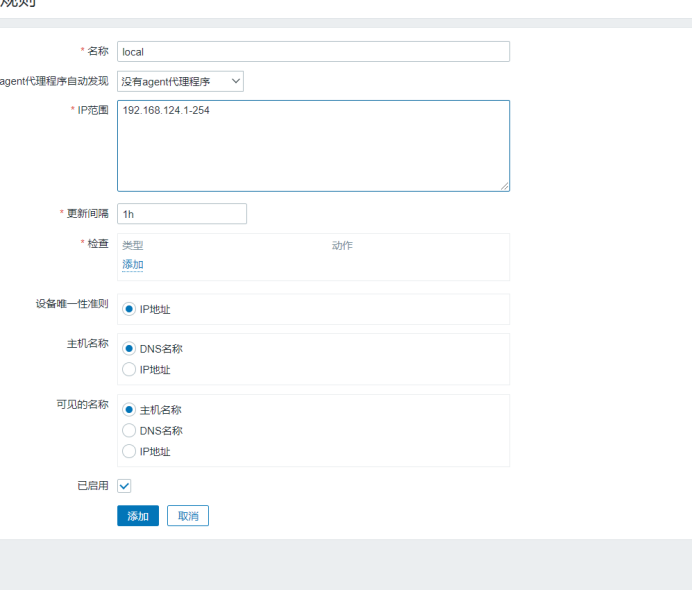 规则
* 名称 local
agent代理程序自动发现 没有agent代理程序
* IP范围 192.168.124.1-254
* 更新间隔 1h
* 检查 类型 动作
添加
设备唯一性准则 IP地址
主机名称 DNS名称
IP地址
可见的名称 主机名称
DNS名称
IP地址
已启用
添加 取消